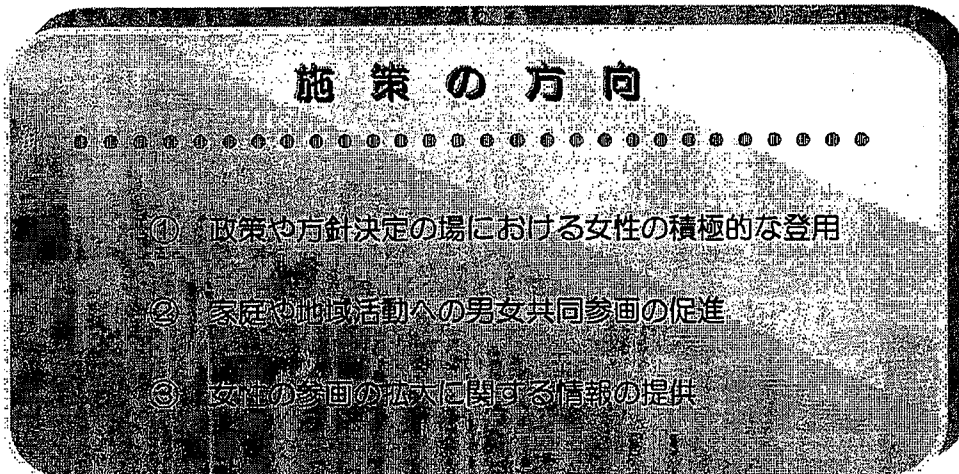 施策の方向
① 政策や方針決定の場における女性の積極的な登用
② 家庭や地域活動への男女共同参画の促進
③ 女性の参画の拡大に関する情報の提供